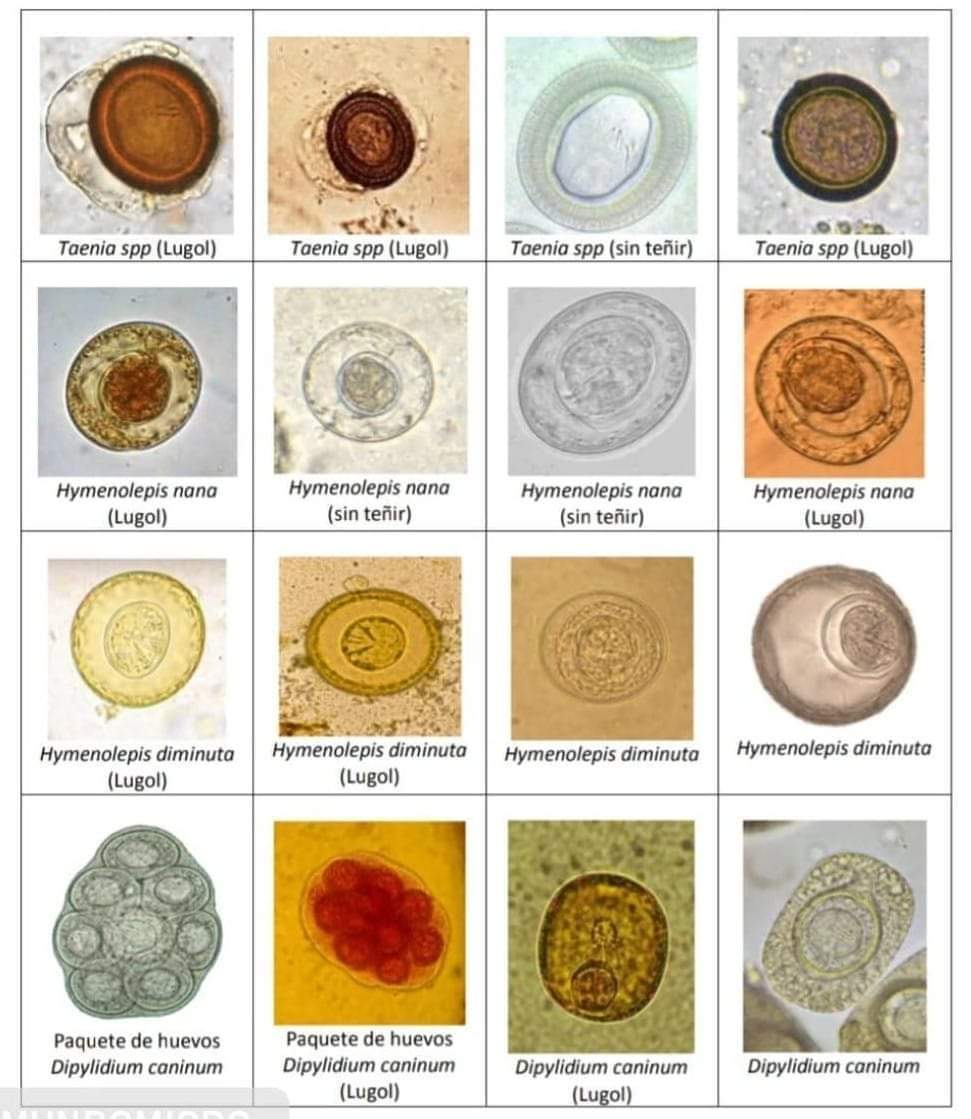 Taenia spp (Lugol)
Taenia spp (Lugol)
Taenia spp (sin teñir)
Taenia spp (Lugol)
Hymenolepis nana
(Lugol)
Hymenolepis nana
(sin teñir)
Hymenolepis nana
(sin teñir)
Hymenolepis nana
(Lugol)
Hymenolepis diminuta
(Lugol)
Hymenolepis diminuta
(Lugol)
Hymenolepis diminuta
Hymenolepis diminuta
Paquete de huevos
Dipylidium caninum
Paquete de huevos
Dipylidium caninum
(Lugol)
Dipylidium caninum
(Lugol)
Dipylidium caninum